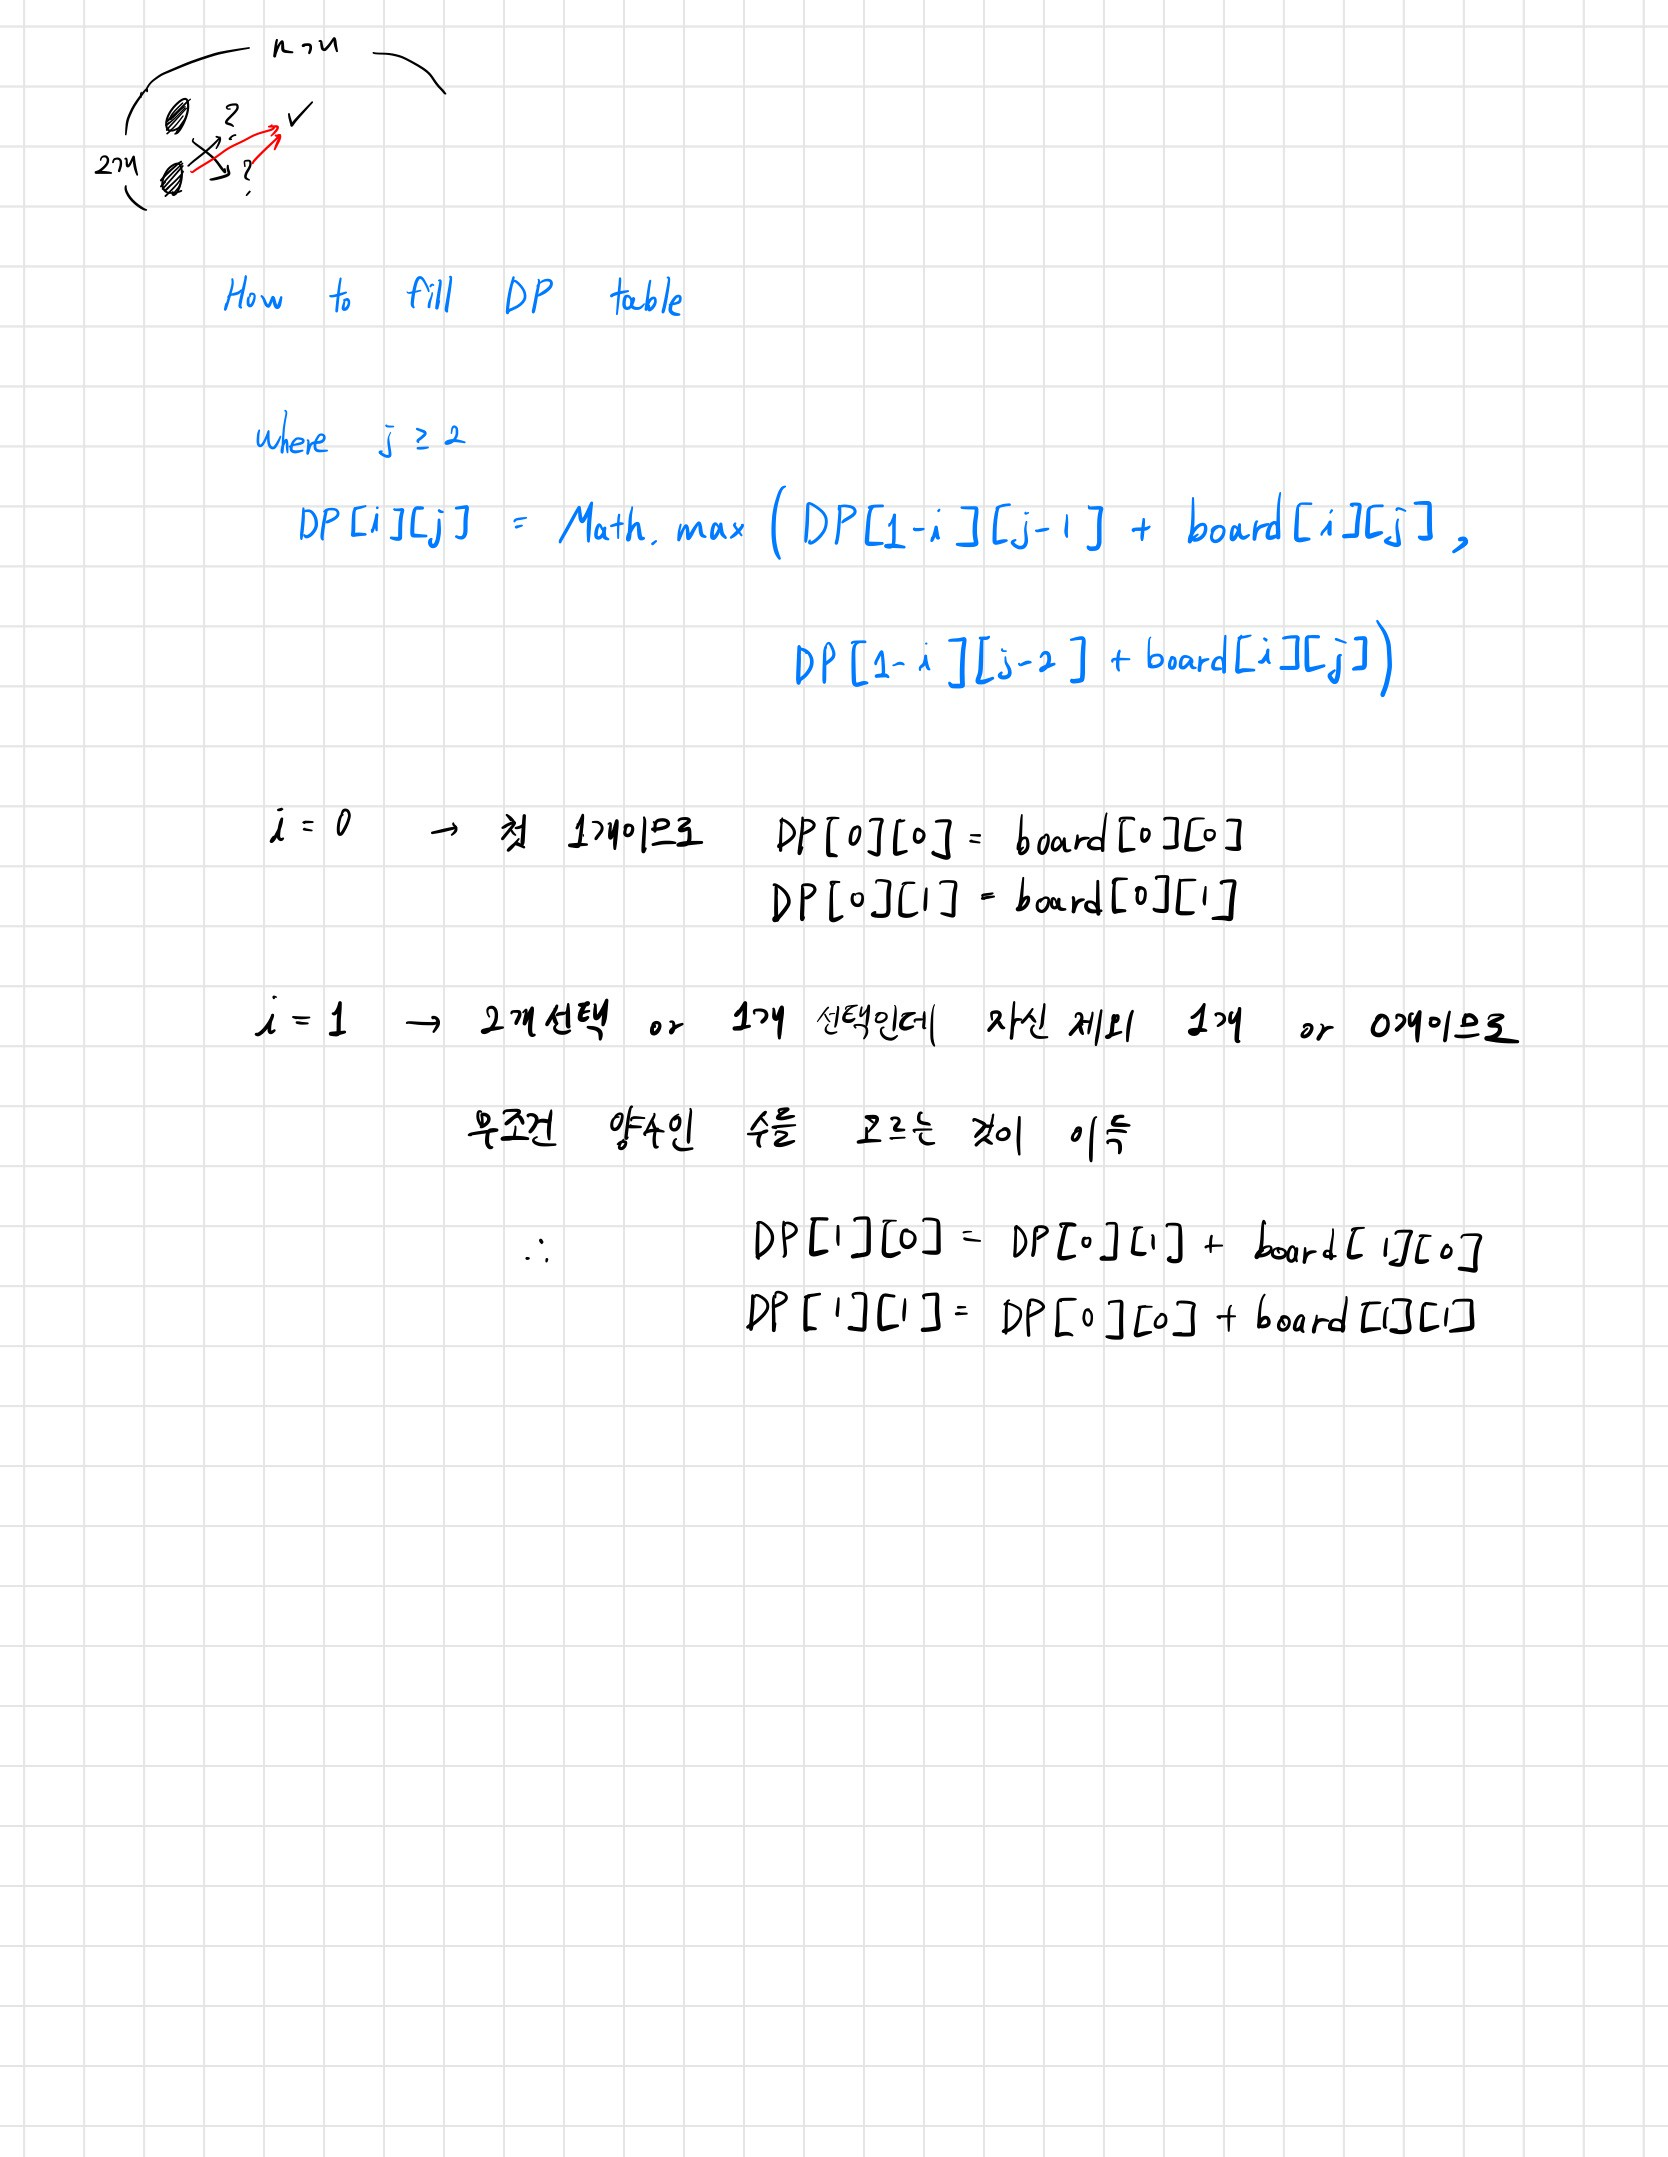 n개
? ✓
2개 ?
How to fill DP table
where j ≥ 2
DP[i][j] = Math.max(DP[1-i][j-1] + board[i][j],
DP[1-i][j-2] + board[i][j])
i = 0 → 첫 1개이므로 DP[0][0] = board[0][0]
DP[0][1] = board[0][1]
i = 1 → 2개 선택 or 1개 선택인데 자신 제외 1개 or 0개이므로
무조건 양수인 수를 고르는 것이 이득
∴ DP[1][0] = DP[0][1] + board[1][0]
DP[1][1] = DP[0][0] + board[1][1]